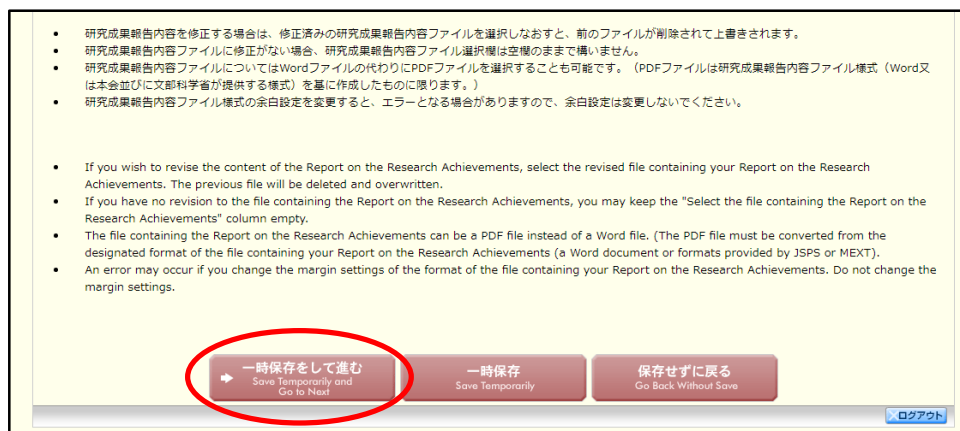 • 研究成果報告内容を修正する場合は、修正済みの研究成果報告内容ファイルを選択しなおすと、前のファイルが削除されて上書きされます。
• 研究成果報告内容ファイルに修正がない場合、研究成果報告内容ファイル選択欄は空欄のままで構いません。
• 研究成果報告内容ファイルについてはWordファイルの代わりにPDFファイルを選択することも可能です。（PDFファイルは研究成果報告内容ファイル様式（Word又
は本会並びに文部科学省が提供する様式）を基に作成したものに限ります。）
• 研究成果報告内容ファイル様式の余白設定を変更すると、エラーとなる場合がありますので、余白設定は変更しないでください。
• If you wish to revise the content of the Report on the Research Achievements, select the revised file containing your Report on the Research
Achievements. The previous file will be deleted and overwritten.
• If you have no revision to the file containing the Report on the Research Achievements, you may keep the "Select the file containing the Report on the
Research Achievements" column empty.
• The file containing the Report on the Research Achievements can be a PDF file instead of a Word file. (The PDF file must be converted from the
designated format of the file containing your Report on the Research Achievements (a Word document or formats provided by JSPS or MEXT).
• An error may occur if you change the margin settings of the format of the file containing your Report on the Research Achievements. Do not change the
margin settings.
一時保存をして進む
Save Temporarily and
Go to Next
一時保存
Save Temporarily
保存せずに戻る
Go Back Without Save
ログアウト